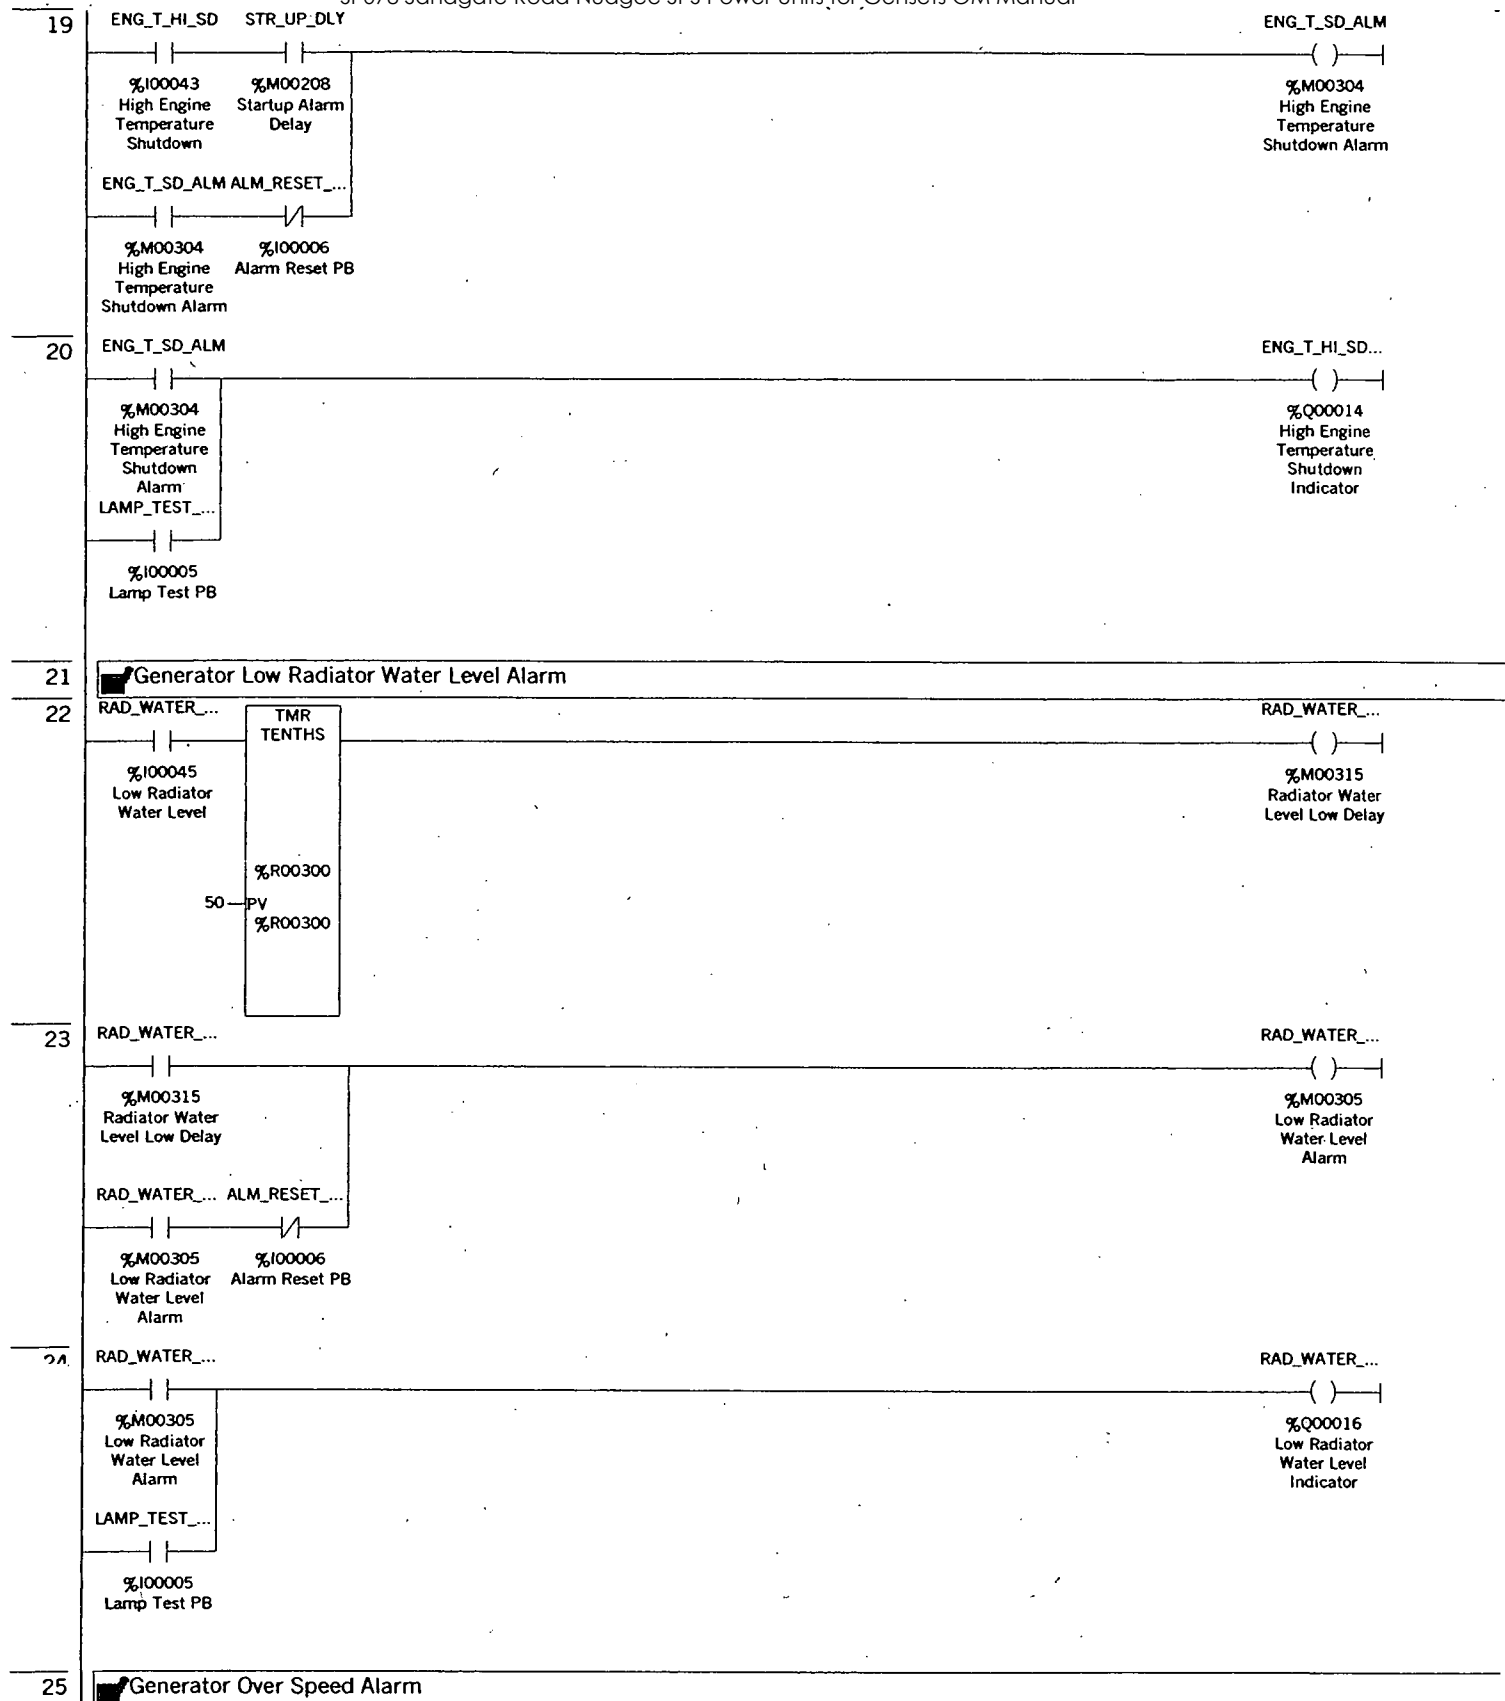 19 ENG_T_HI_SD STR_UP_DLY ENG_T_SD_ALM
%I00043 %M00208 %M00304
High Engine Startup Alarm High Engine
Temperature Delay Temperature
Shutdown Shutdown Alarm
ENG_T_SD_ALM ALM_RESET_...
%M00304 %I00006
High Engine Alarm Reset PB
Temperature
Shutdown Alarm
20 ENG_T_SD_ALM ENG_T_HI_SD...
%M00304 %Q00014
High Engine High Engine
Temperature Temperature
Shutdown Shutdown
Alarm Indicator
LAMP_TEST_...
%I00005
Lamp Test PB
21 Generator Low Radiator Water Level Alarm
22 RAD_WATER_... TMR RAD_WATER_...
TENTHS
%I00045 %M00315
Low Radiator Radiator Water
Water Level Level Low Delay
%R00300
50 PV
%R00300
23 RAD_WATER_... RAD_WATER_...
%M00315 %M00305
Radiator Water Low Radiator
Level Low Delay Water Level
Alarm
RAD_WATER_... ALM_RESET_...
%M00305 %I00006
Low Radiator Alarm Reset PB
Water Level
Alarm
24 RAD_WATER_... RAD_WATER_...
%M00305 %Q00016
Low Radiator Low Radiator
Water Level Water Level
Alarm Indicator
LAMP_TEST_...
%I00005
Lamp Test PB
25 Generator Over Speed Alarm